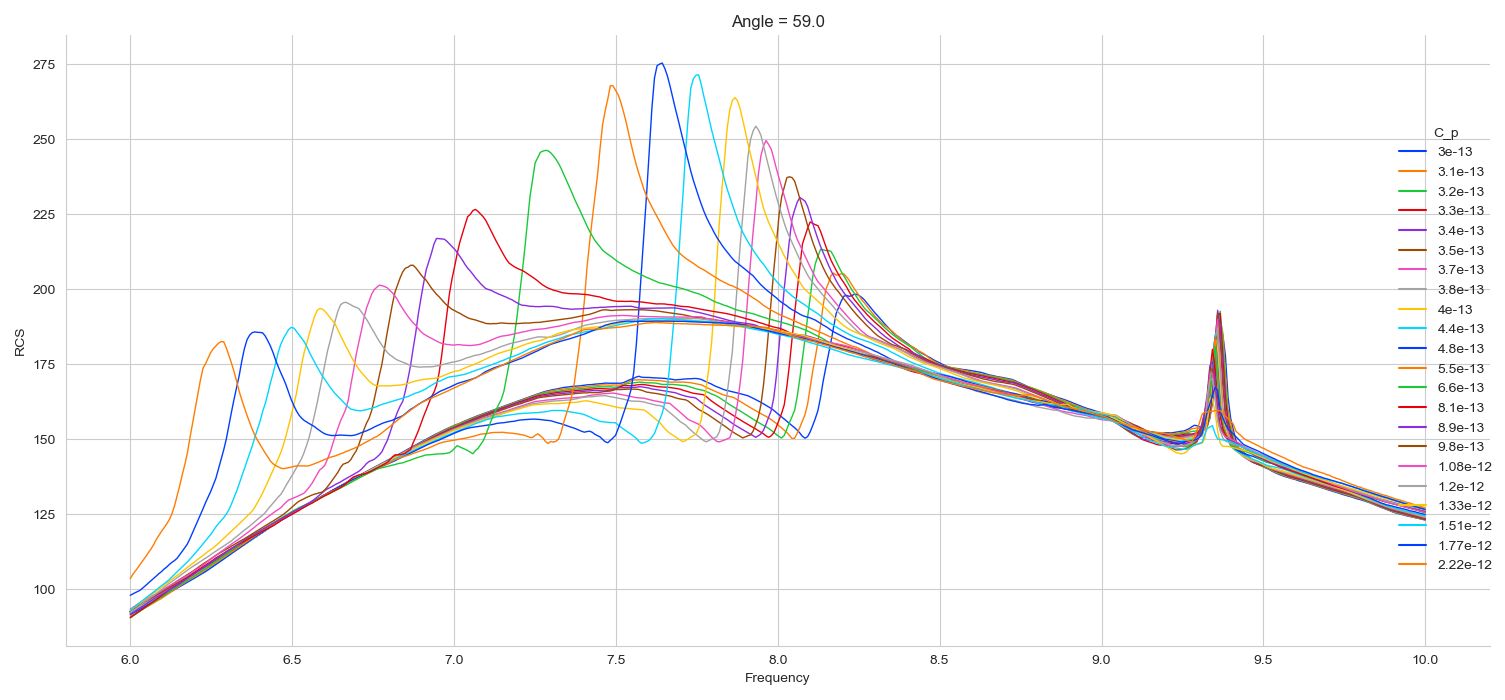 Angle = 59.0
275
250
225
200
175
150
125
100
RCS
6.0
6.5
7.0
7.5
8.0
8.5
9.0
9.5
10.0
Frequency
C_p
3e-13
3.1e-13
3.2e-13
3.3e-13
3.4e-13
3.5e-13
3.7e-13
3.8e-13
4e-13
4.4e-13
4.8e-13
5.5e-13
6.6e-13
8.1e-13
8.9e-13
9.8e-13
1.08e-12
1.2e-12
1.33e-12
1.51e-12
1.77e-12
2.22e-12